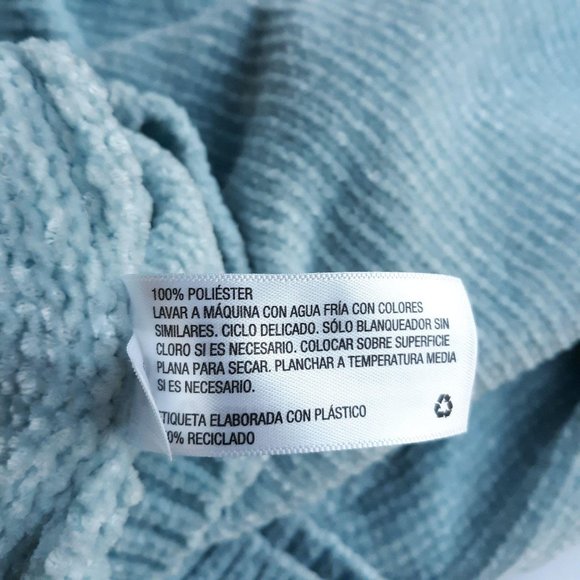 100% POLIÉSTER
LAVAR A MÁQUINA CON AGUA FRÍA CON COLORES
SIMILARES. CICLO DELICADO. SÓLO BLANQUEADOR SIN
CLORO SI ES NECESARIO. COLOCAR SOBRE SUPERFICIE
PLANA PARA SECAR. PLANCHAR A TEMPERATURA MEDIA
SI ES NECESARIO.
ETIQUETA ELABORADA CON PLÁSTICO
RECICLADO